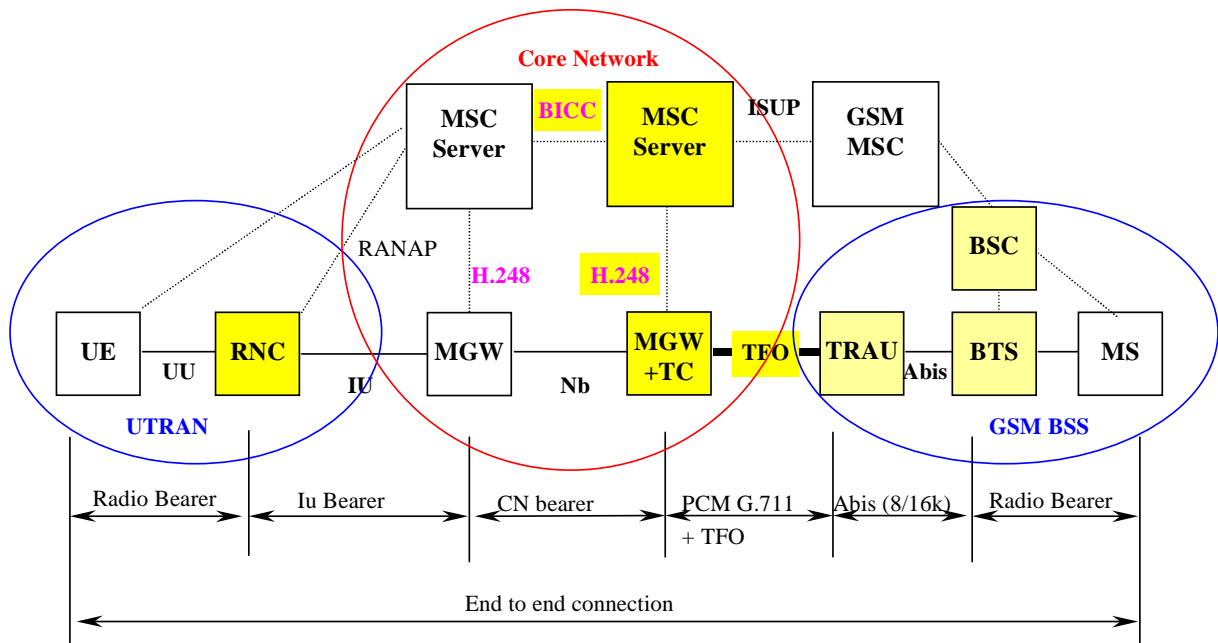 Core Network
MSC
Server
BICC
MSC
Server
ISUP
GSM
MSC
RANAP
H.248
H.248
BSC
UE
UU
RNC
IU
MGW
Nb
MGW
+TC
TFO
TRAU
Abis
BTS
MS
UTRAN
GSM BSS
Radio Bearer
Iu Bearer
CN bearer
PCM G.711
+ TFO
Abis (8/16k)
Radio Bearer
End to end connection